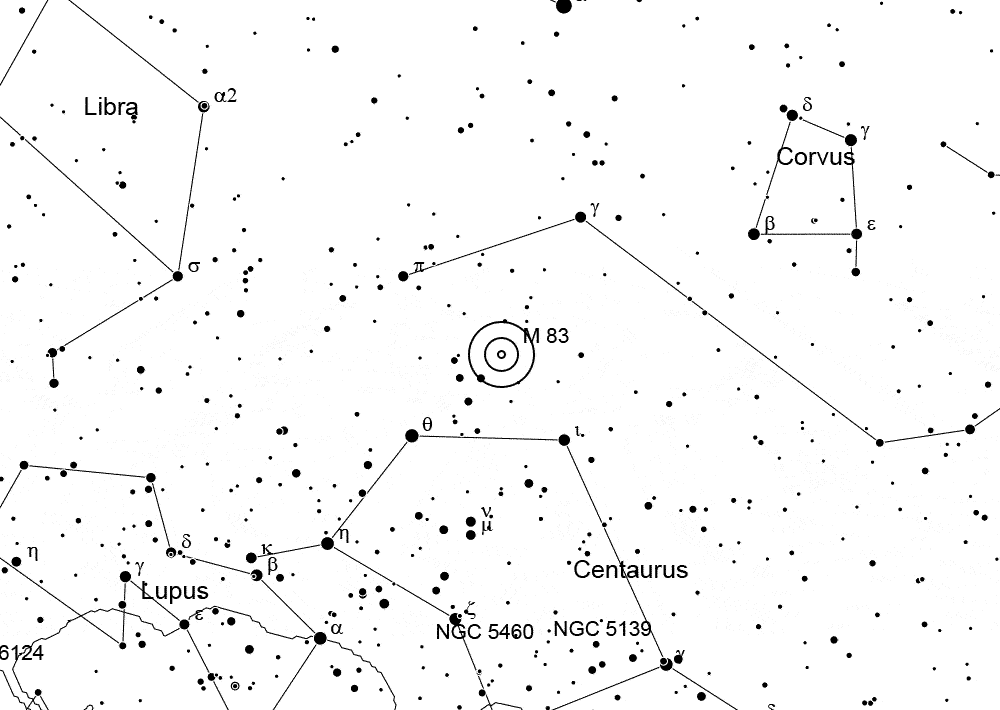 α2
Libra
δ
γ
Corvus
γ
β
ε
σ
π
M 83
θ
ι
ν
μ
η
δ
κ
β
η
γ
Lupus
Centaurus
ζ
ε
α
NGC 5460
NGC 5139
6124
γ